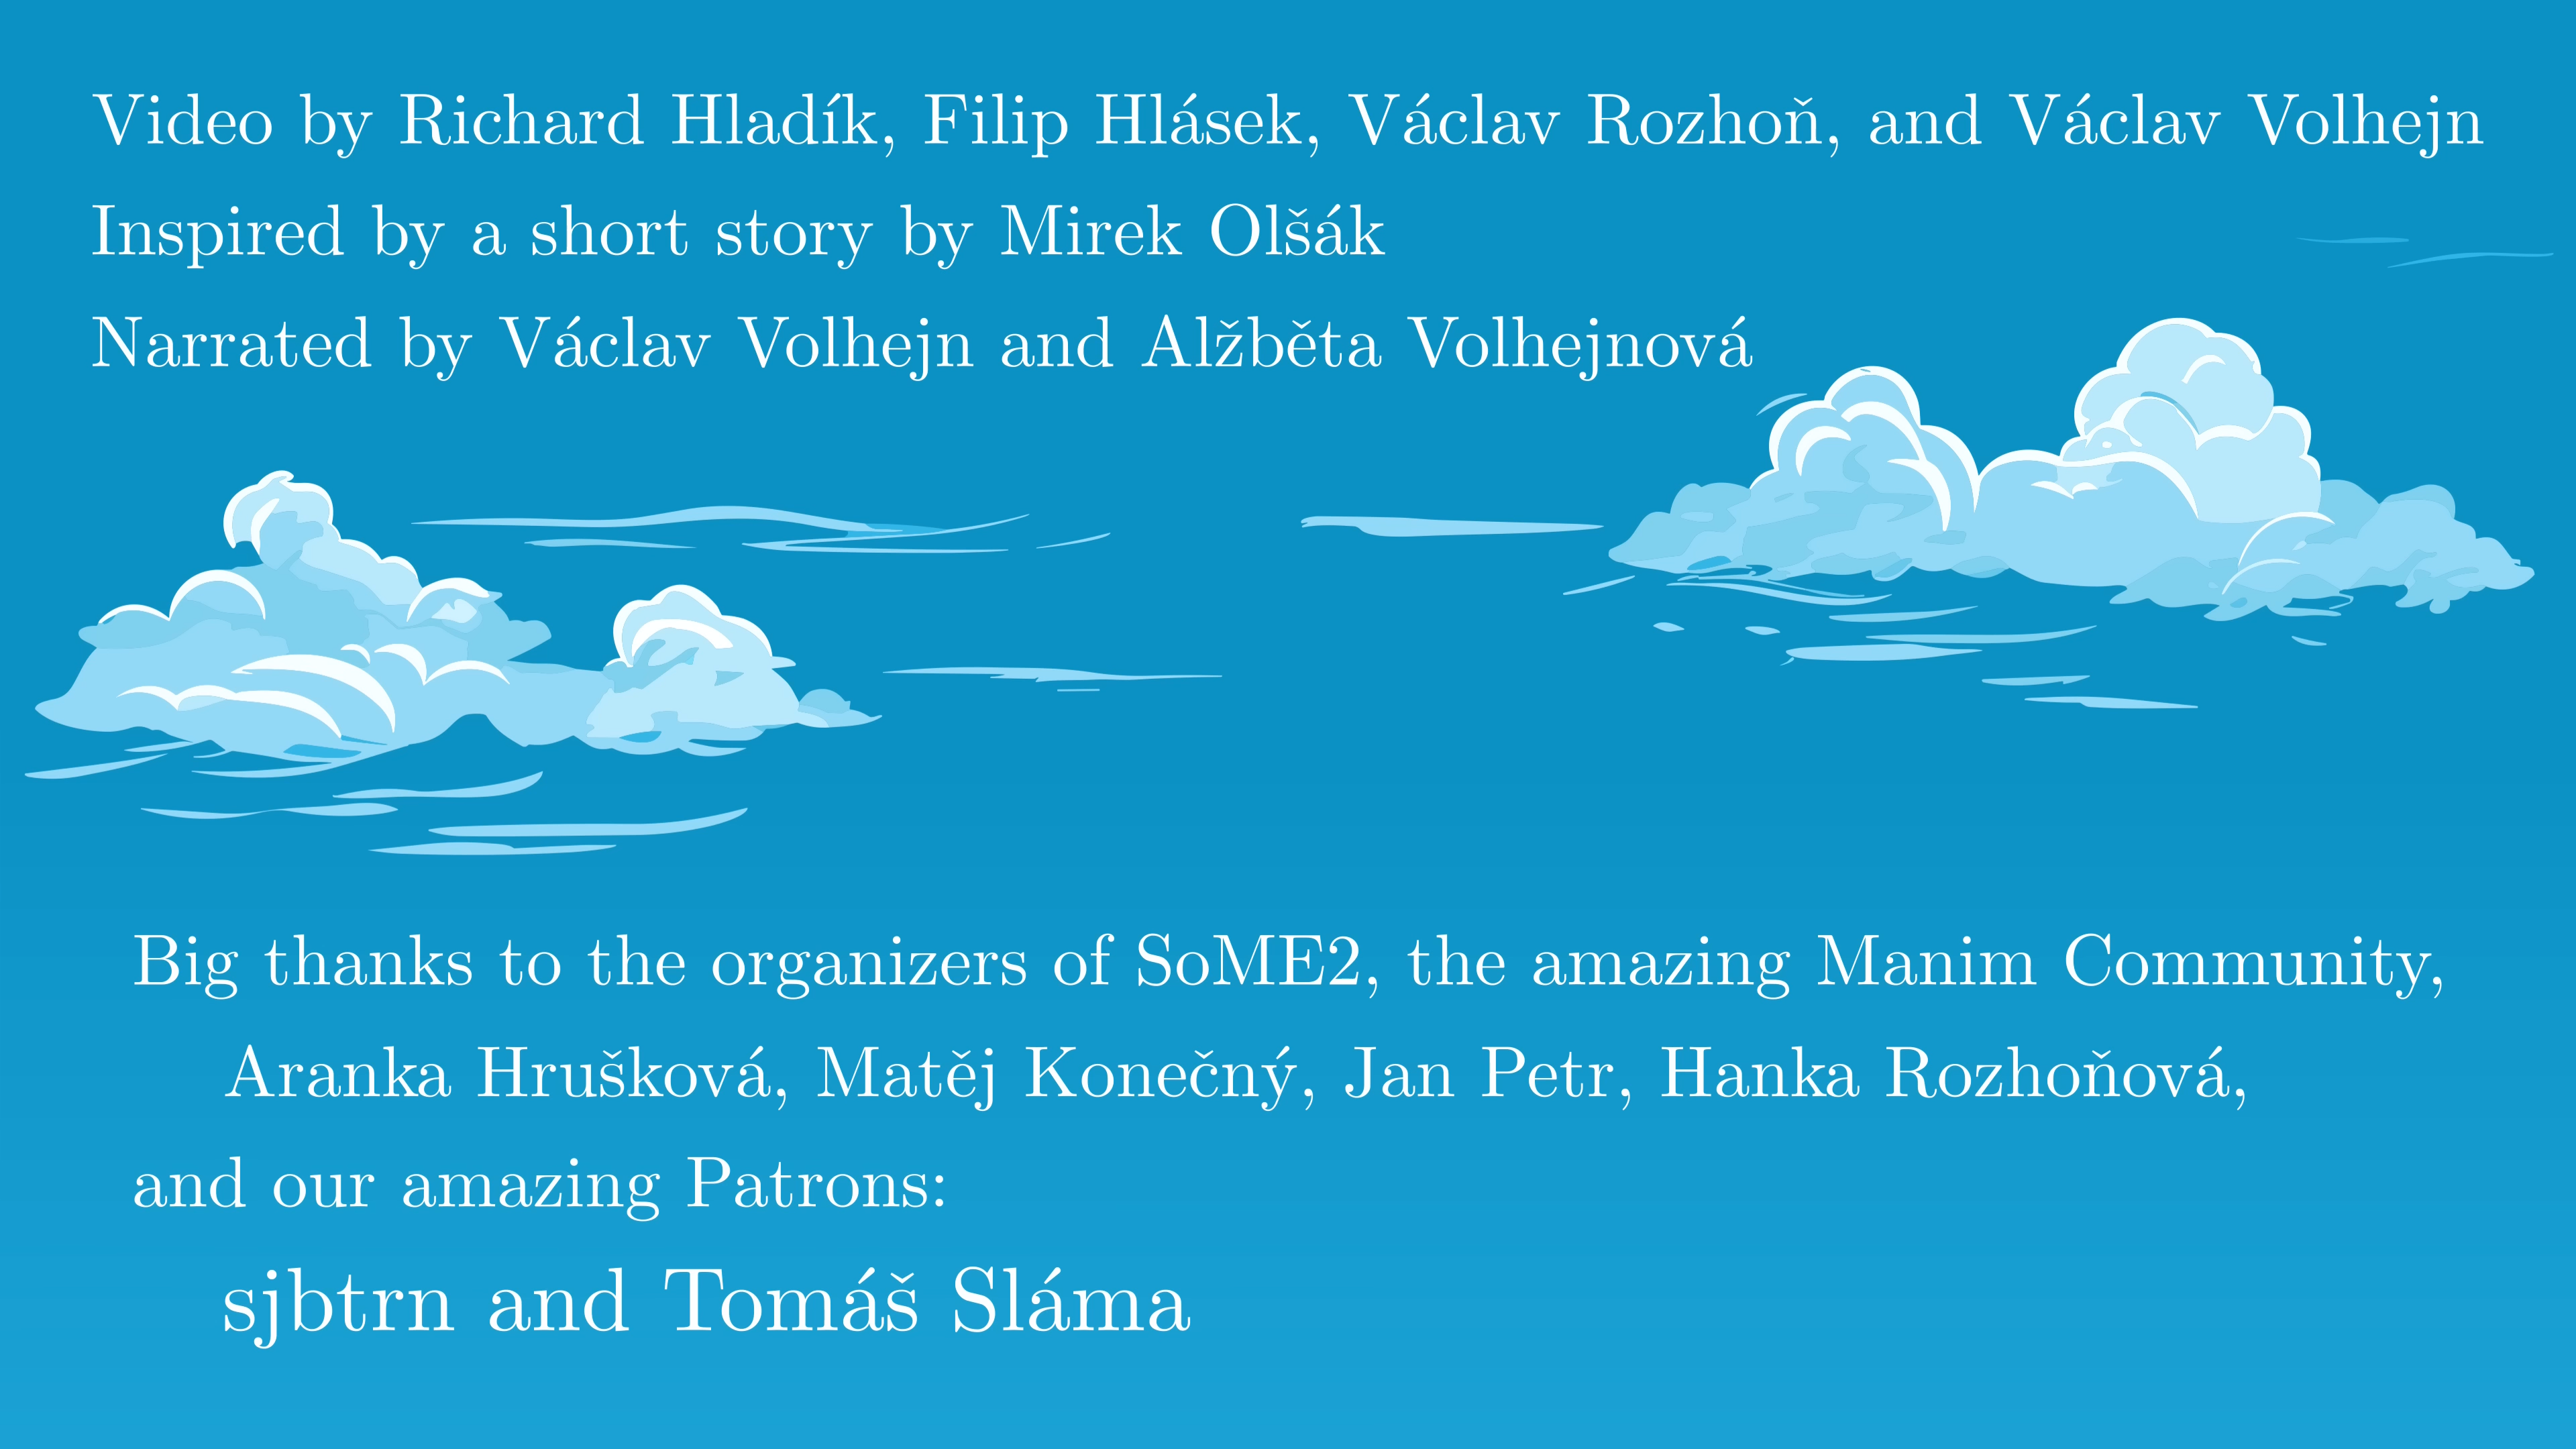 Video by Richard Hladík, Filip Hlásek, Václav Rozhoň, and Václav Volhejn
Inspired by a short story by Mirek Olšák
Narrated by Václav Volhejn and Alžběta Volhejnová
Big thanks to the organizers of SoME2, the amazing Manim Community,
Aranka Hrušková, Matěj Konečný, Jan Petr, Hanka Rozhoňová,
and our amazing Patrons:
sjbtrn and Tomáš Sláma